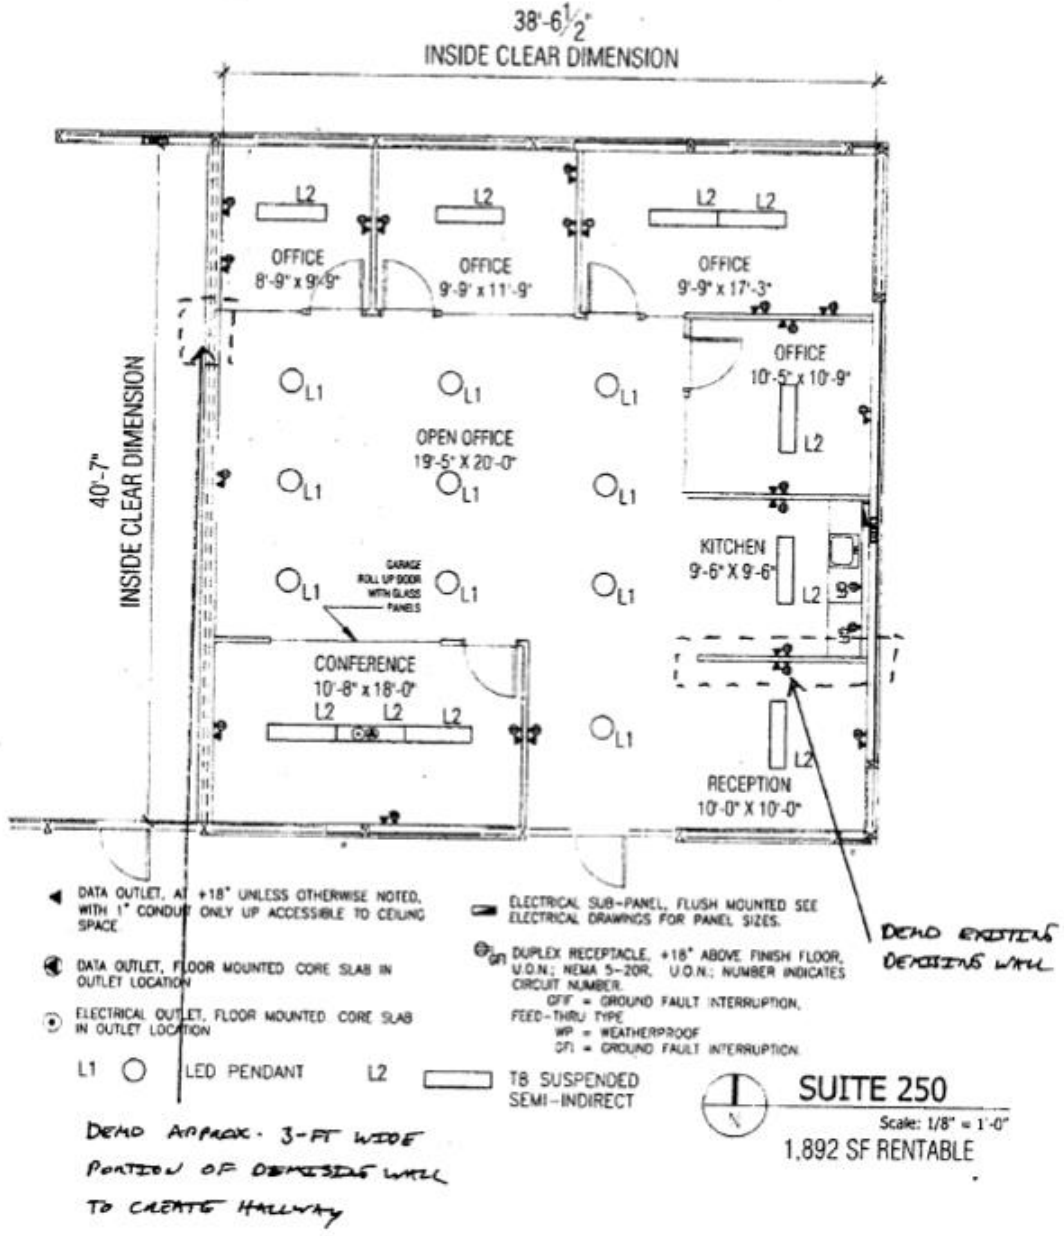 38'-6½"
INSIDE CLEAR DIMENSION
40'-7"
INSIDE CLEAR DIMENSION
L2
L2
L2 L2
OFFICE
8'-9" x 9'-9"
OFFICE
9'-9" x 11'-9"
OFFICE
9'-9" x 17'-3"
OFFICE
10'-5" x 10'-9"
L2
L1 L1 L1
OPEN OFFICE
19'-5" X 20'-0"
L1 L1 L1
KITCHEN
9'-6" X 9'-6"
L2
GARAGE
ROLL UP DOOR
WITH GLASS
PANELS
L1 L1 L1
CONFERENCE
10'-8" x 18'-0"
L2 L2 L2
L1
L2
RECEPTION
10'-0" X 10'-0"
DATA OUTLET, AT +18" UNLESS OTHERWISE NOTED,
WITH 1" CONDUIT ONLY UP ACCESSIBLE TO CEILING
SPACE
DATA OUTLET, FLOOR MOUNTED CORE SLAB IN
OUTLET LOCATION
ELECTRICAL OUTLET, FLOOR MOUNTED CORE SLAB
IN OUTLET LOCATION
L1 LED PENDANT
L2 T8 SUSPENDED
SEMI-INDIRECT
ELECTRICAL SUB-PANEL, FLUSH MOUNTED SEE
ELECTRICAL DRAWINGS FOR PANEL SIZES.
GFI DUPLEX RECEPTACLE, +18" ABOVE FINISH FLOOR,
U.O.N.; NEMA 5-20R, U.O.N.; NUMBER INDICATES
CIRCUIT NUMBER.
GFIF = GROUND FAULT INTERRUPTION,
FEED-THRU TYPE
WP = WEATHERPROOF
GFI = GROUND FAULT INTERRUPTION.
DEMO EXISTING
DEMISING WALL
DEMO APPROX. 3-FT WIDE
PORTION OF DEMISING WALL
TO CREATE HALLWAY
N
SUITE 250
Scale: 1/8" = 1'-0"
1,892 SF RENTABLE